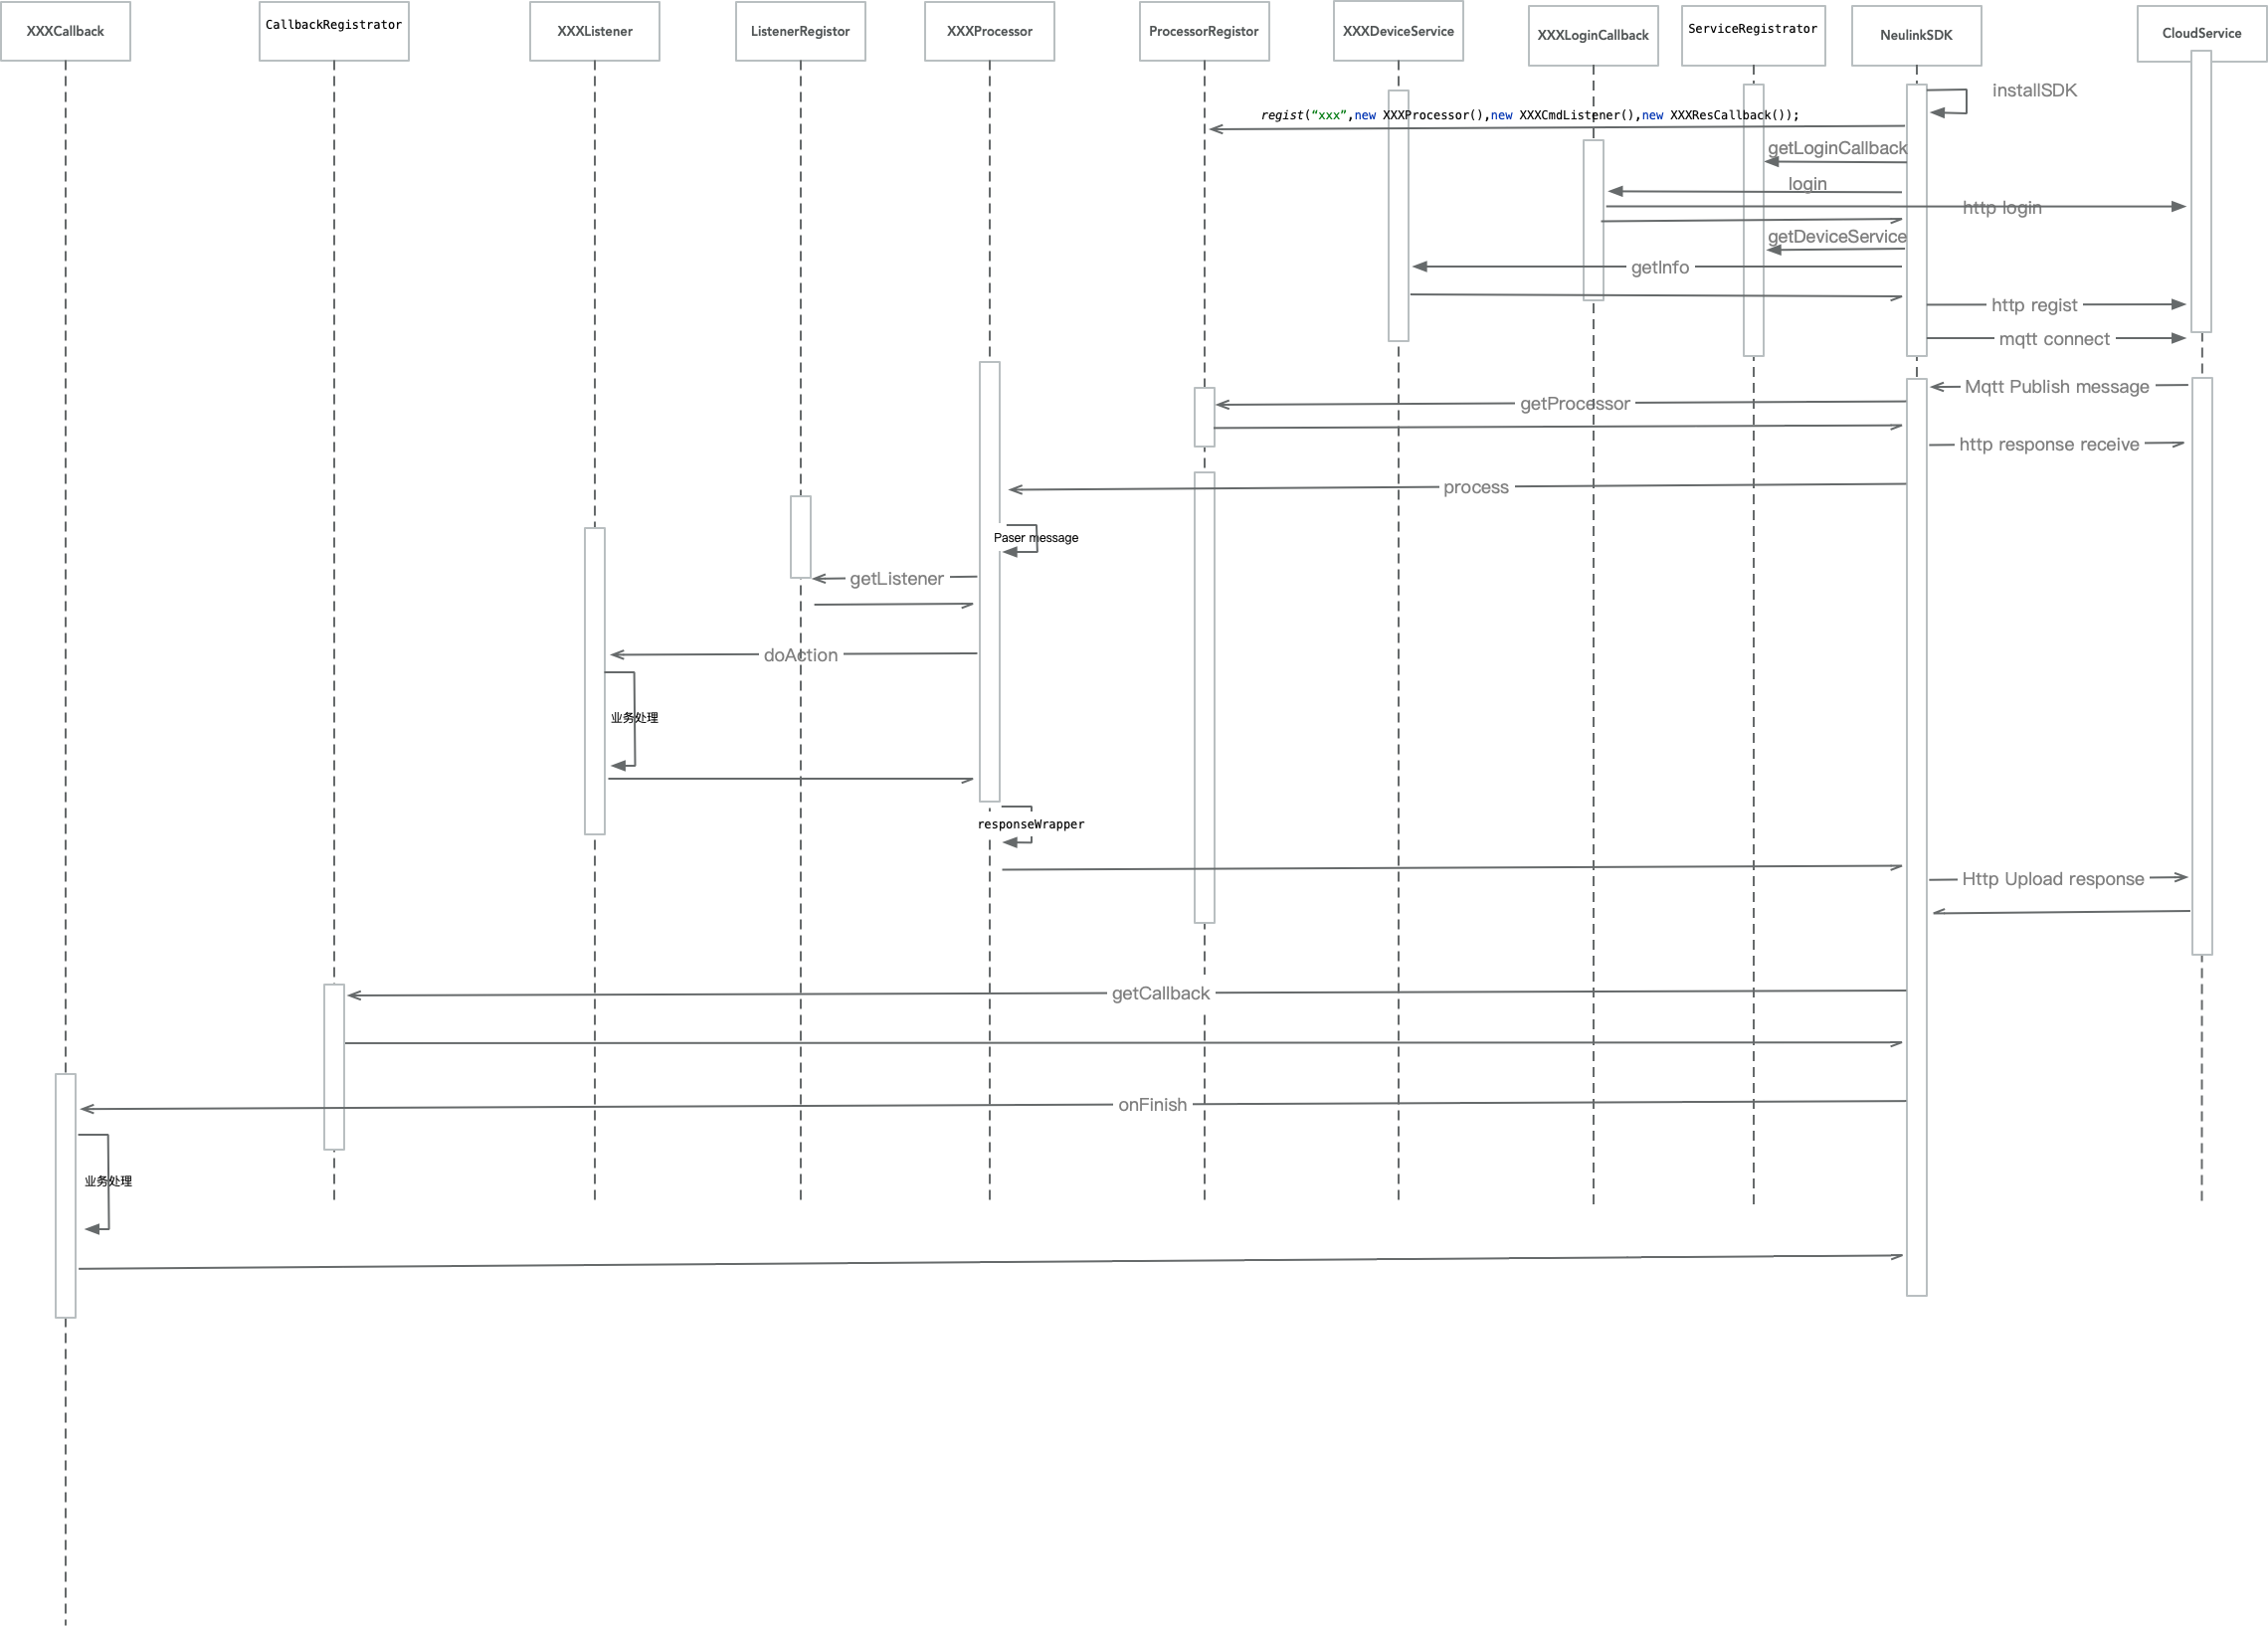 XXXCallback
CallbackRegistrator
XXXListener
ListenerRegistor
XXXProcessor
ProcessorRegistor
XXXDeviceService
XXXLoginCallback
ServiceRegistrator
NeulinkSDK
CloudService
installSDK
regist(“xxx”,new XXXProcessor(),new XXXCmdListener(),new XXXResCallback());
getLoginCallback
login
http login
getDeviceService
getInfo
http regist
mqtt connect
Mqtt Publish message
getProcessor
http response receive
process
Paser message
getListener
doAction
业务处理
responseWrapper
Http Upload response
getCallback
onFinish
业务处理